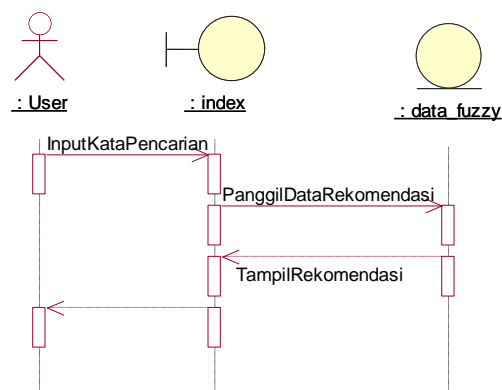 : User
: index
: data_fuzzy
InputKataPencarian
PanggilDataRekomendasi
TampilRekomendasi